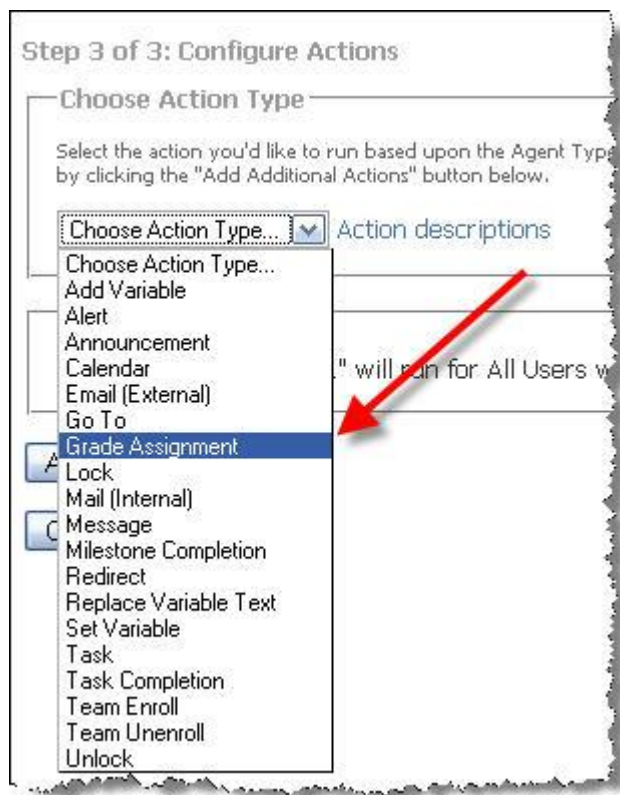 Step 3 of 3: Configure Actions
Choose Action Type
Select the action you'd like to run based upon the Agent Type
by clicking the "Add Additional Actions" button below.
Choose Action Type... Action descriptions
Choose Action Type...
Add Variable
Alert
Announcement
Calendar
" will run for All Users w
Email (External)
Go To
Grade Assignment
Lock
Mail (Internal)
Message
Milestone Completion
Redirect
Replace Variable Text
Set Variable
Task
Task Completion
Team Enroll
Team Unenroll
Unlock